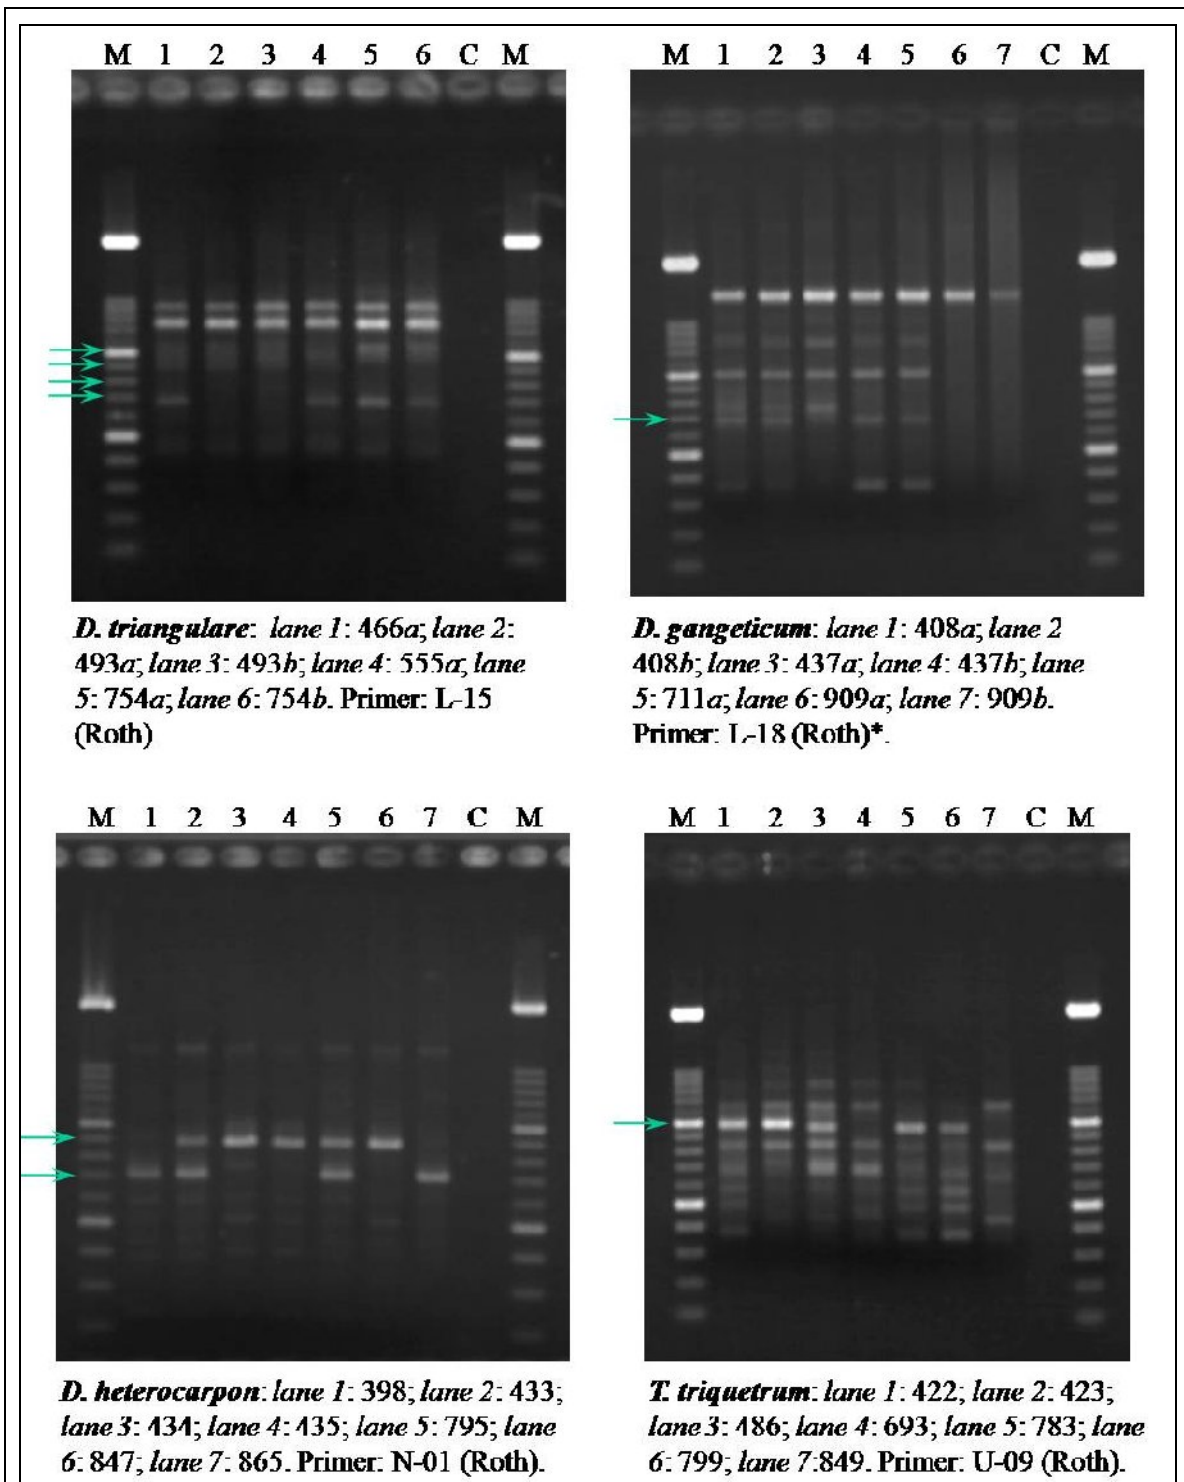 M 1 2 3 4 5 6 C M
D. triangulare: lane 1: 466a; lane 2:
493a; lane 3: 493b; lane 4: 555a; lane
5: 754a; lane 6: 754b. Primer: L-15
(Roth)
M 1 2 3 4 5 6 7 C M
D. gangeticum: lane 1: 408a; lane 2
408b; lane 3: 437a; lane 4: 437b; lane
5: 711a; lane 6: 909a; lane 7: 909b.
Primer: L-18 (Roth)*.
M 1 2 3 4 5 6 7 C M
D. heterocarpon: lane 1: 398; lane 2: 433;
lane 3: 434; lane 4: 435; lane 5: 795; lane
6: 847; lane 7: 865. Primer: N-01 (Roth).
M 1 2 3 4 5 6 7 C M
T. triquetrum: lane 1: 422; lane 2: 423;
lane 3: 486; lane 4: 693; lane 5: 783; lane
6: 799; lane 7:849. Primer: U-09 (Roth).